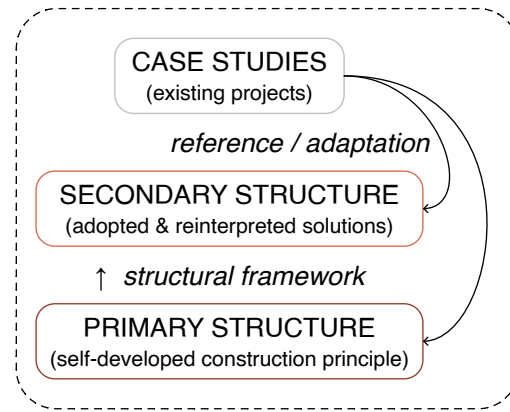 CASE STUDIES
(existing projects)
reference / adaptation
SECONDARY STRUCTURE
(adopted & reinterpreted solutions)
↑ structural framework
PRIMARY STRUCTURE
(self-developed construction principle)